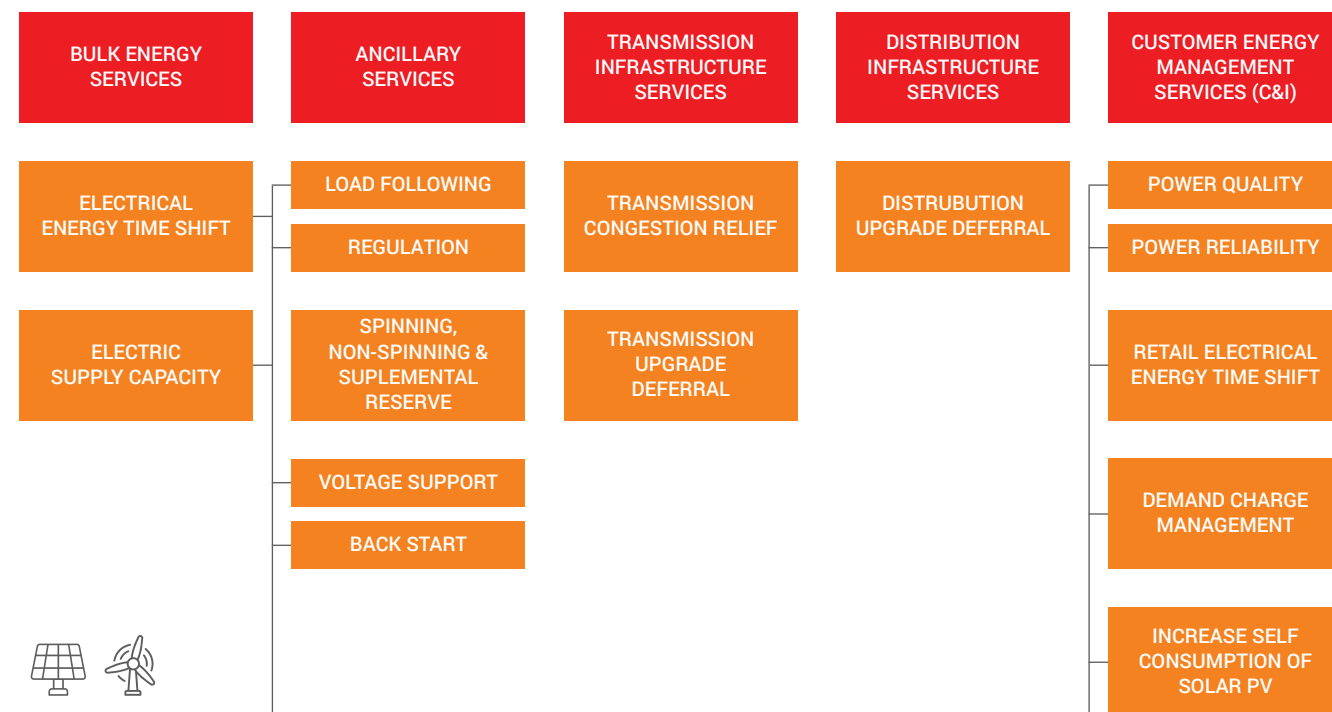 BULK ENERGY
SERVICES
ANCILLARY
SERVICES
TRANSMISSION
INFRASTRUCTURE
SERVICES
DISTRIBUTION
INFRASTRUCTURE
SERVICES
CUSTOMER ENERGY
MANAGEMENT
SERVICES (C&I)
ELECTRICAL
ENERGY TIME SHIFT
ELECTRIC
SUPPLY CAPACITY
LOAD FOLLOWING
REGULATION
SPINNING,
NON-SPINNING &
SUPLEMENTAL
RESERVE
VOLTAGE SUPPORT
BACK START
TRANSMISSION
CONGESTION RELIEF
TRANSMISSION
UPGRADE
DEFERRAL
DISTRUBUTION
UPGRADE DEFERRAL
POWER QUALITY
POWER RELIABILITY
RETAIL ELECTRICAL
ENERGY TIME SHIFT
DEMAND CHARGE
MANAGEMENT
INCREASE SELF
CONSUMPTION OF
SOLAR PV